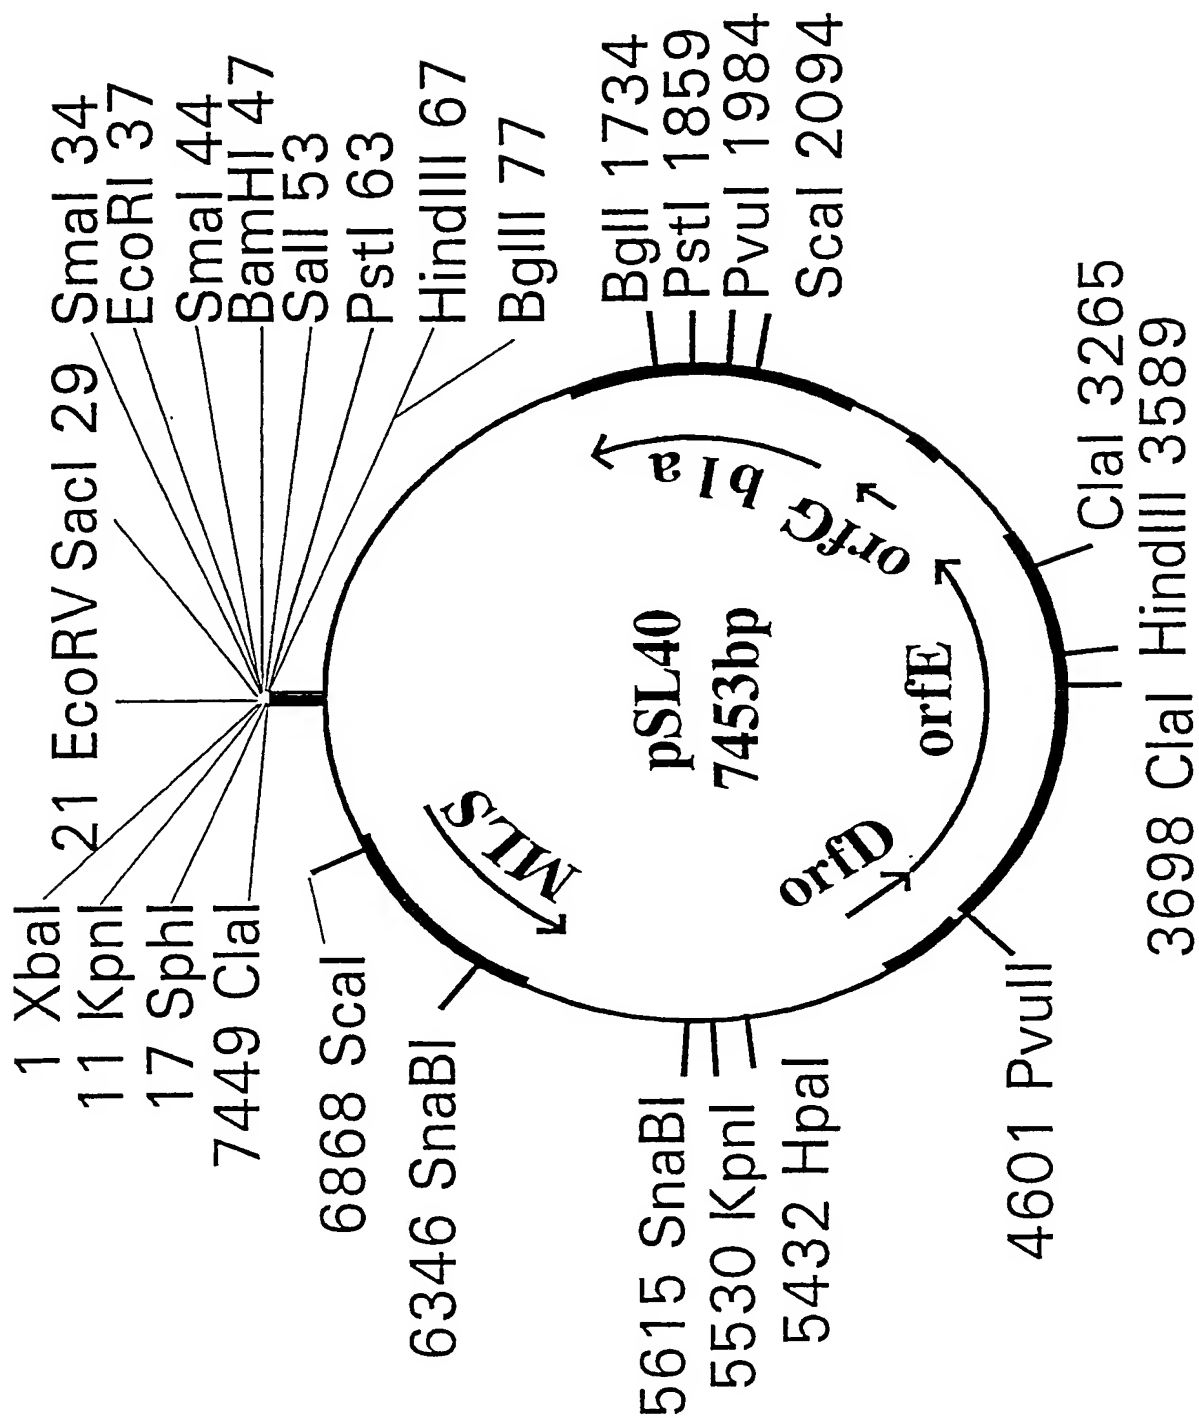 1 XbaI
11 KpnI
17 SphI
7449 ClaI
21 EcoRV
SacI 29
SmaI 34
EcoRI 37
SmaI 44
BamHI 47
SalI 53
PstI 63
HindIII 67
BglII 77
6868 ScaI
6346 SnaBI
5615 SnaBI
5530 KpnI
5432 HpaI
4601 PvuII
3698 ClaI
HindIII 3589
ClaI 3265
BglI 1734
PstI 1859
PvuI 1984
ScaI 2094
MLS
bla
orfG
orfE
orfD
pSL40
7453bp